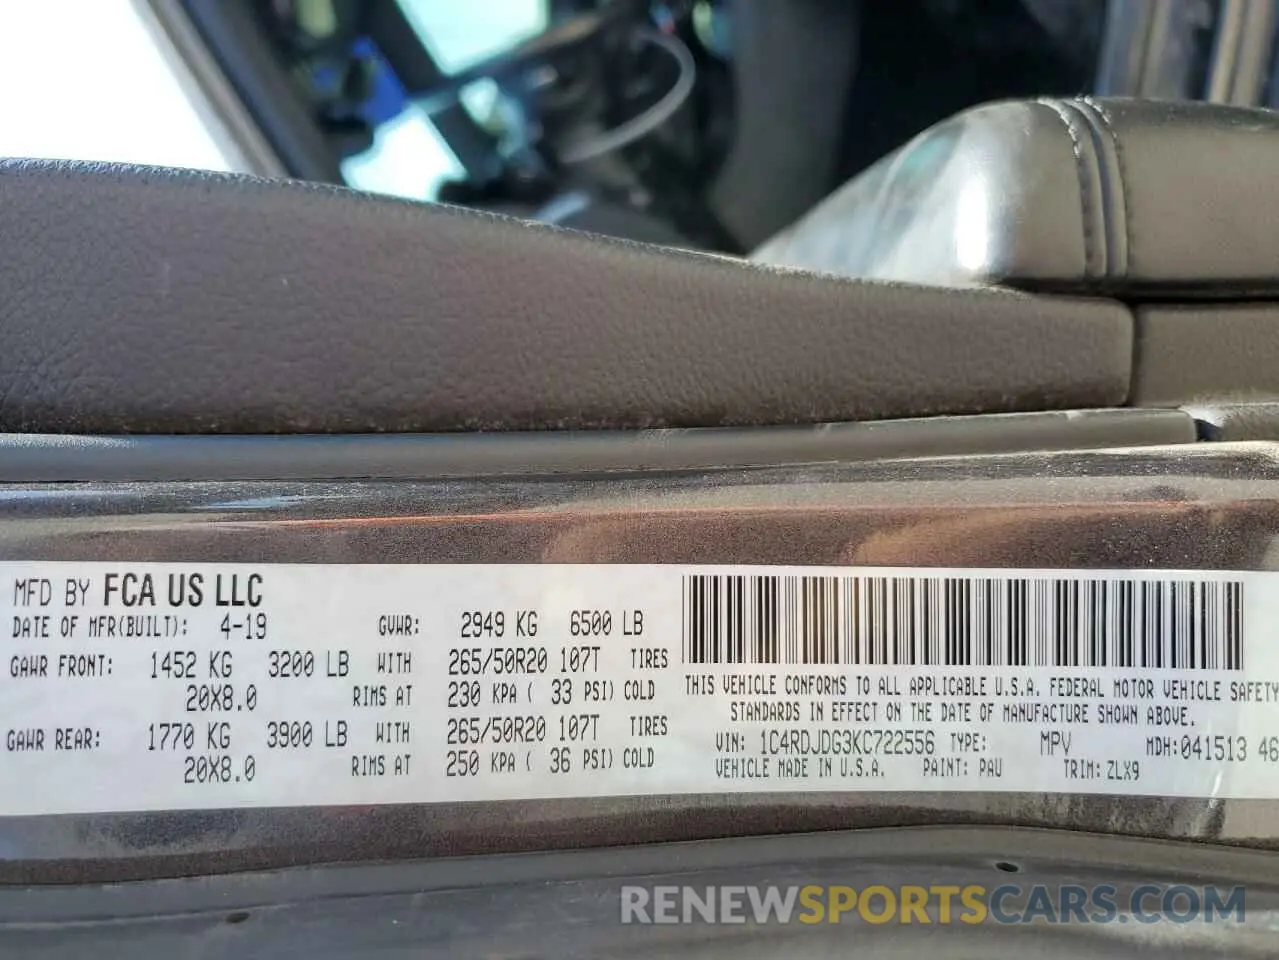 MFD BY FCA US LLC
DATE OF MFR(BUILT): 4-19 GVWR: 2949 KG 6500 LB
GAWR FRONT: 1452 KG 3200 LB WITH 265/50R20 107T TIRES
20X8.0 RIMS AT 230 KPA ( 33 PSI) COLD
GAWR REAR: 1770 KG 3900 LB WITH 265/50R20 107T TIRES
20X8.0 RIMS AT 250 KPA ( 36 PSI) COLD
THIS VEHICLE CONFORMS TO ALL APPLICABLE U.S.A. FEDERAL MOTOR VEHICLE SAFETY
STANDARDS IN EFFECT ON THE DATE OF MANUFACTURE SHOWN ABOVE.
VIN: 1C4RDJDG3KC722556 TYPE: MPV MDH: 041513 46
VEHICLE MADE IN U.S.A. PAINT: PAU TRIM: ZLX9
RENEWSPORTSCARS.COM